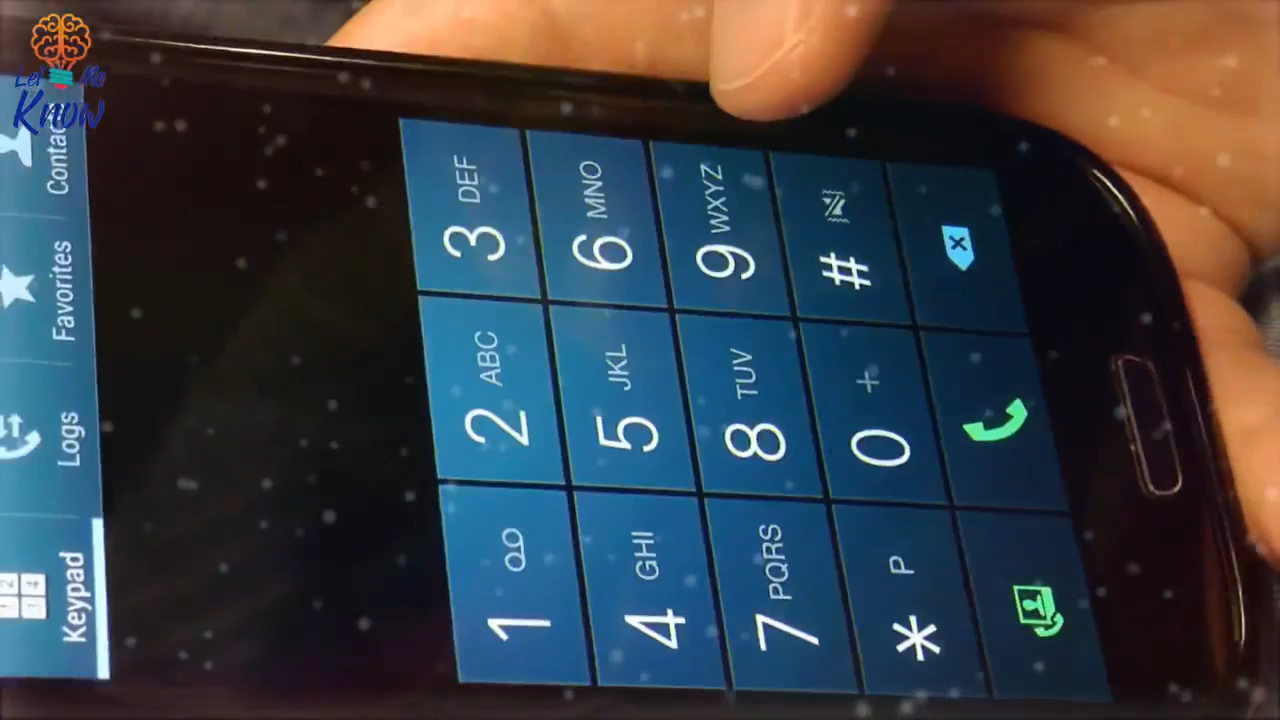 Let Me
Know
Keypad
Logs
Favorites
Contac
1
2 ABC
3 DEF
4 GHI
5 JKL
6 MNO
7 PQRS
8 TUV
9 WXYZ
* P
0 +
#